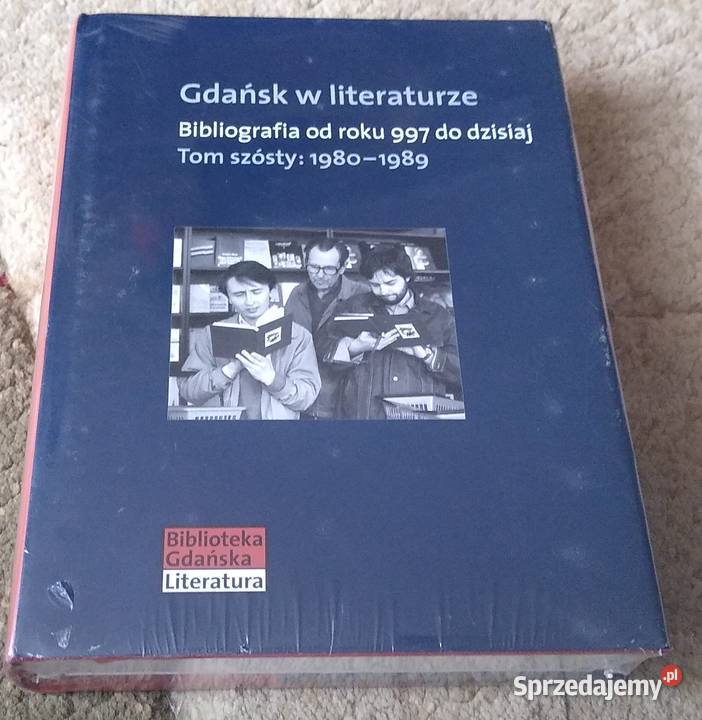 Gdańsk w literaturze
Bibliografia od roku 997 do dzisiaj
Tom szósty: 1980–1989
Biblioteka
Gdańska
Literatura
Sprzedajemy.pl